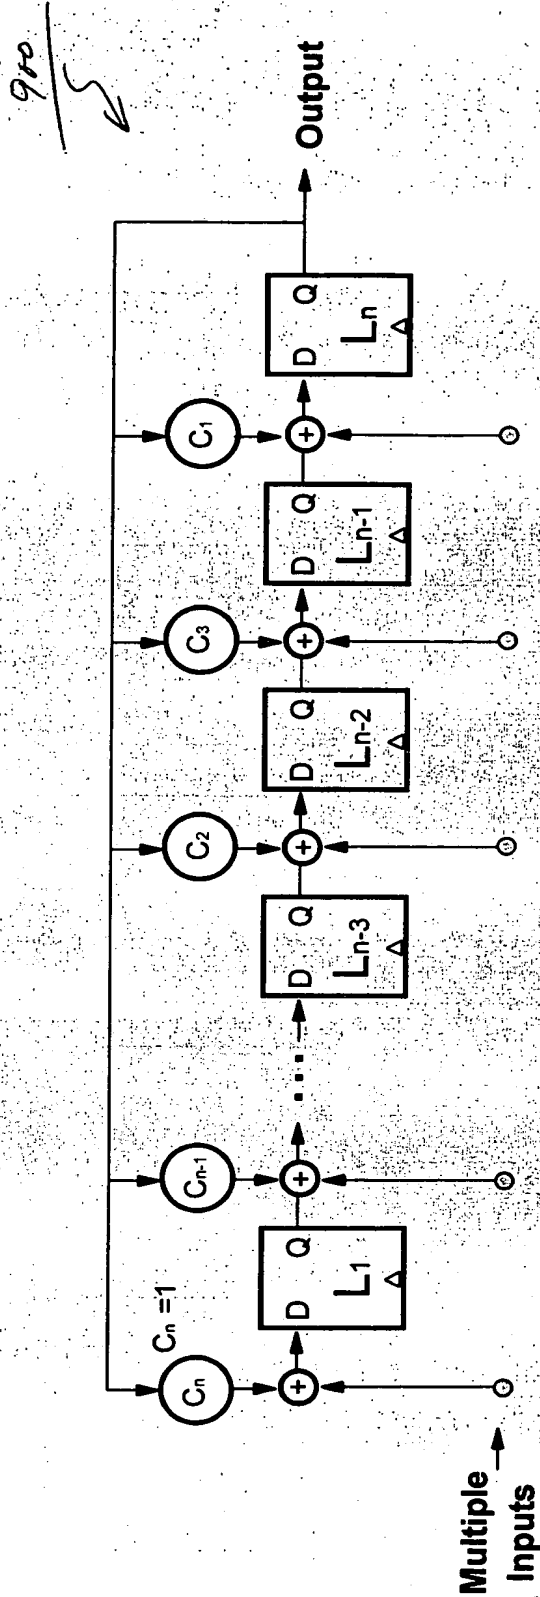 900
Cₙ Cₙ =1 Cₙ₋₁ C₂ C₃ C₁
+ + ... + + +
D Q D Q D Q D Q D Q Output
L₁ Lₙ₋₃ Lₙ₋₂ Lₙ₋₁ Lₙ
Multiple
Inputs